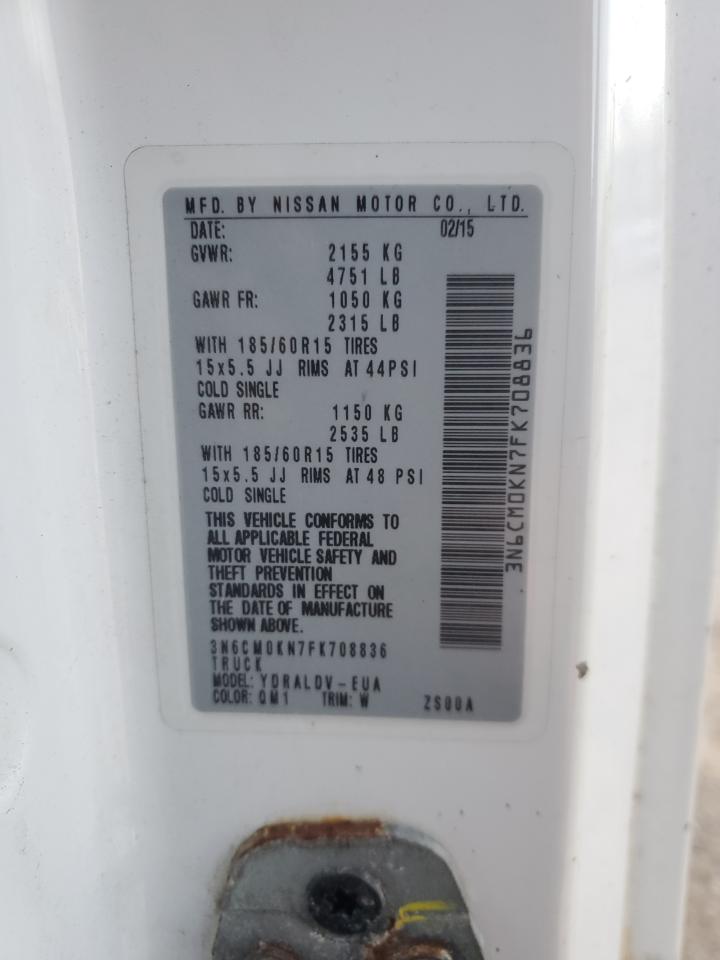 MFD. BY NISSAN MOTOR CO., LTD.
DATE: 02/15
GVWR: 2155 KG
4751 LB
GAWR FR: 1050 KG
2315 LB
WITH 185/60R15 TIRES
15x5.5 JJ RIMS AT 44PSI
COLD SINGLE
GAWR RR: 1150 KG
2535 LB
WITH 185/60R15 TIRES
15x5.5 JJ RIMS AT 48 PSI
COLD SINGLE
THIS VEHICLE CONFORMS TO
ALL APPLICABLE FEDERAL
MOTOR VEHICLE SAFETY AND
THEFT PREVENTION
STANDARDS IN EFFECT ON
THE DATE OF MANUFACTURE
SHOWN ABOVE.
3N6CM0KN7FK708836
TRUCK
MODEL: YDRALDV-EUA
COLOR: QM1 TRIM: W ZS00A
3N6CM0KN7FK708836